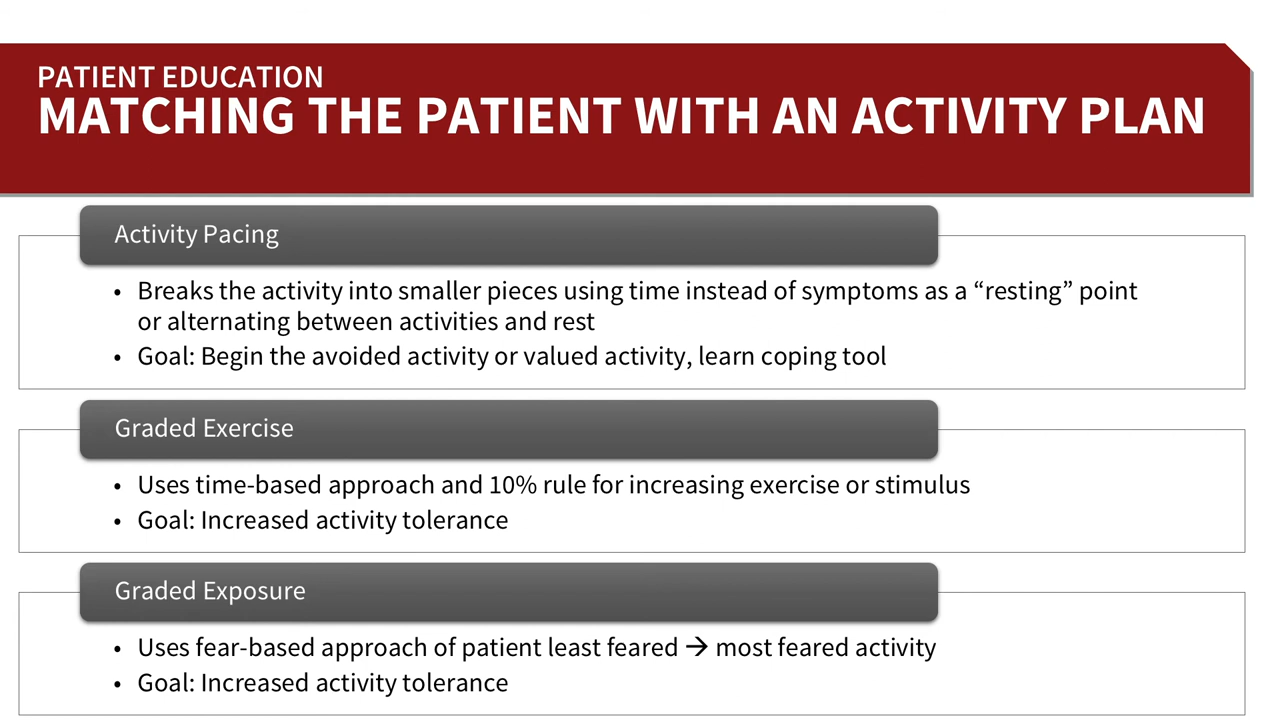 PATIENT EDUCATION
MATCHING THE PATIENT WITH AN ACTIVITY PLAN
Activity Pacing
• Breaks the activity into smaller pieces using time instead of symptoms as a “resting” point
or alternating between activities and rest
• Goal: Begin the avoided activity or valued activity, learn coping tool
Graded Exercise
• Uses time-based approach and 10% rule for increasing exercise or stimulus
• Goal: Increased activity tolerance
Graded Exposure
• Uses fear-based approach of patient least feared → most feared activity
• Goal: Increased activity tolerance